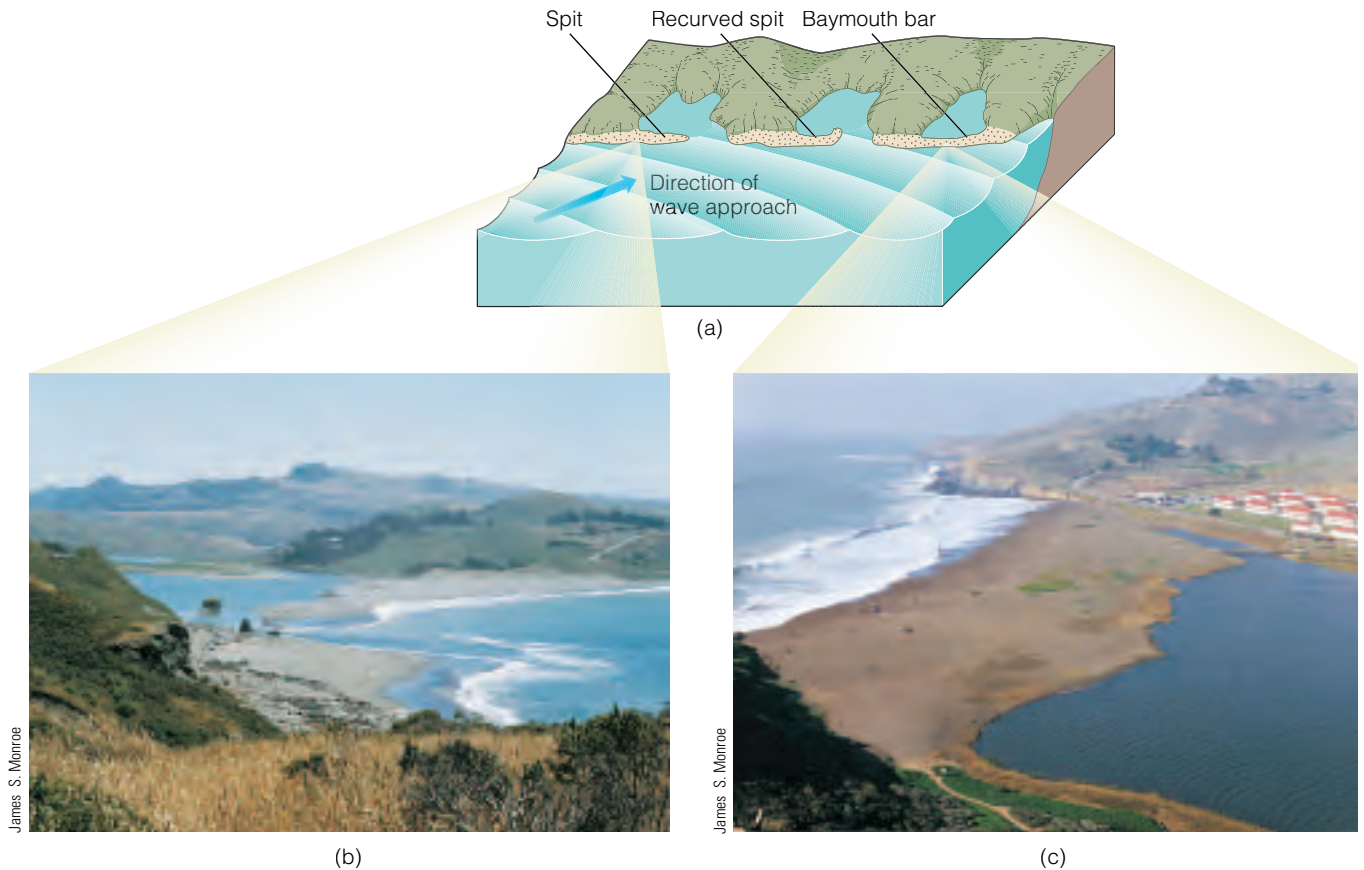 Spit
Recurved spit
Baymouth bar
Direction of
wave approach
(a)
James S. Monroe
James S. Monroe
(b)
(c)